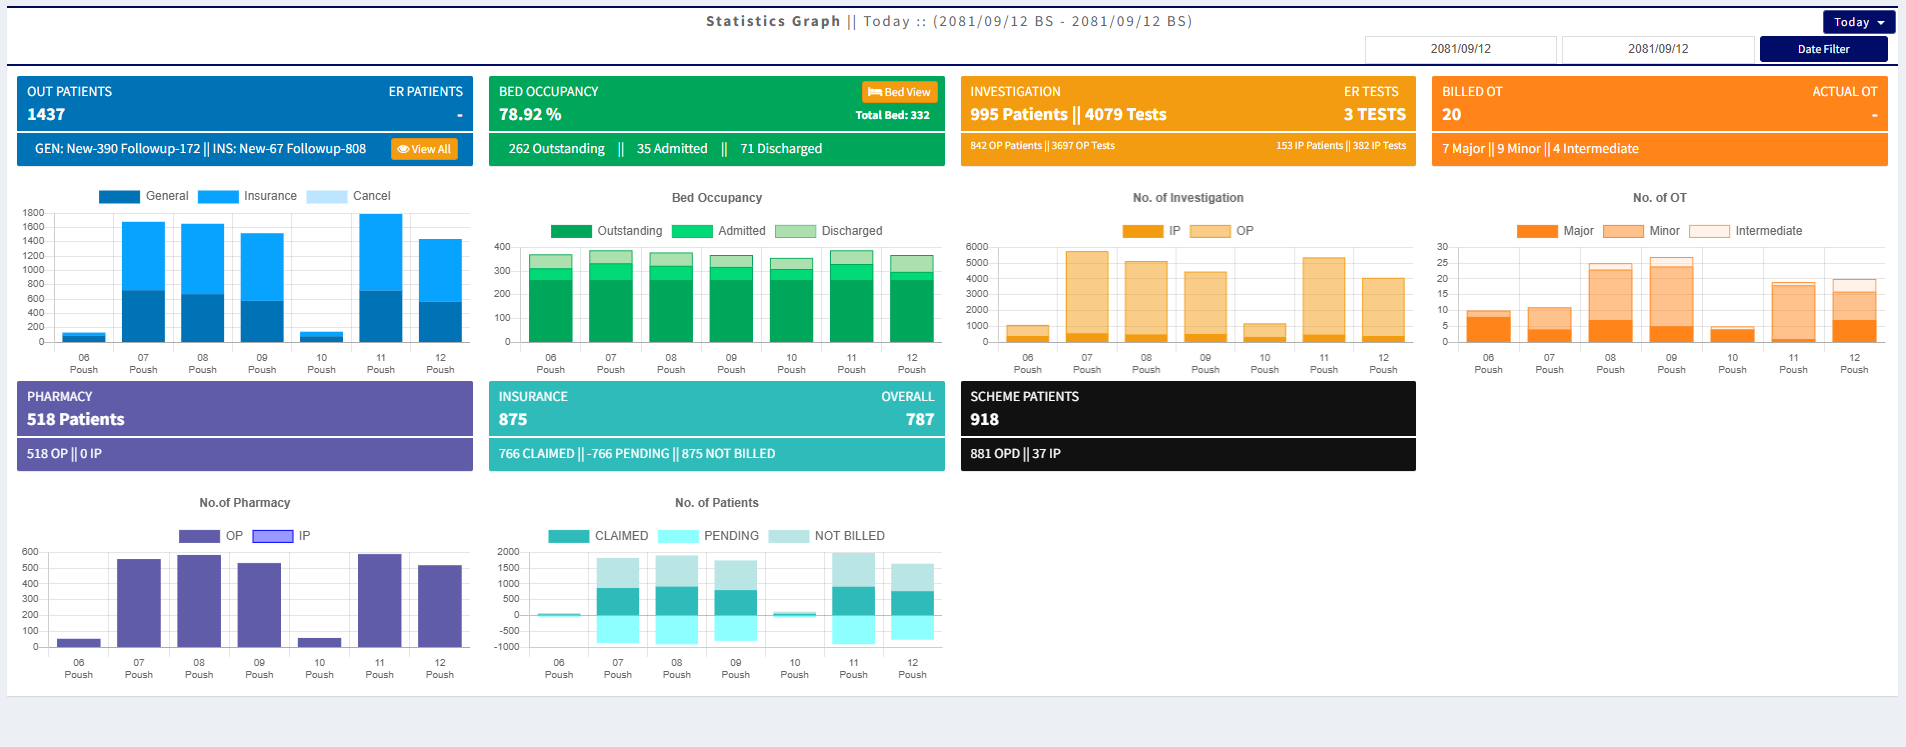 Statistics Graph || Today :: (2081/09/12 BS - 2081/09/12 BS)
Today
2081/09/12 2081/09/12 Date Filter
OUT PATIENTS ER PATIENTS
1437 -
GEN: New-390 Followup-172 || INS: New-67 Followup-808 View All
BED OCCUPANCY Bed View
78.92 % Total Bed: 332
262 Outstanding || 35 Admitted || 71 Discharged
INVESTIGATION ER TESTS
995 Patients || 4079 Tests 3 TESTS
842 OP Patients || 3697 OP Tests 153 IP Patients || 382 IP Tests
BILLED OT ACTUAL OT
20 -
7 Major || 9 Minor || 4 Intermediate
General Insurance Cancel
1800
1600
1400
1200
1000
800
600
400
200
0
06 07 08 09 10 11 12
Poush Poush Poush Poush Poush Poush Poush
Bed Occupancy
Outstanding Admitted Discharged
400
300
200
100
0
06 07 08 09 10 11 12
Poush Poush Poush Poush Poush Poush Poush
No. of Investigation
IP OP
6000
5000
4000
3000
2000
1000
0
06 07 08 09 10 11 12
Poush Poush Poush Poush Poush Poush Poush
No. of OT
Major Minor Intermediate
30
25
20
15
10
5
0
06 07 08 09 10 11 12
Poush Poush Poush Poush Poush Poush Poush
PHARMACY
518 Patients
518 OP || 0 IP
INSURANCE OVERALL
875 787
766 CLAIMED || -766 PENDING || 875 NOT BILLED
SCHEME PATIENTS
918
881 OPD || 37 IP
No.of Pharmacy
OP IP
600
500
400
300
200
100
0
06 07 08 09 10 11 12
Poush Poush Poush Poush Poush Poush Poush
No. of Patients
CLAIMED PENDING NOT BILLED
2000
1500
1000
500
0
-500
-1000
06 07 08 09 10 11 12
Poush Poush Poush Poush Poush Poush Poush